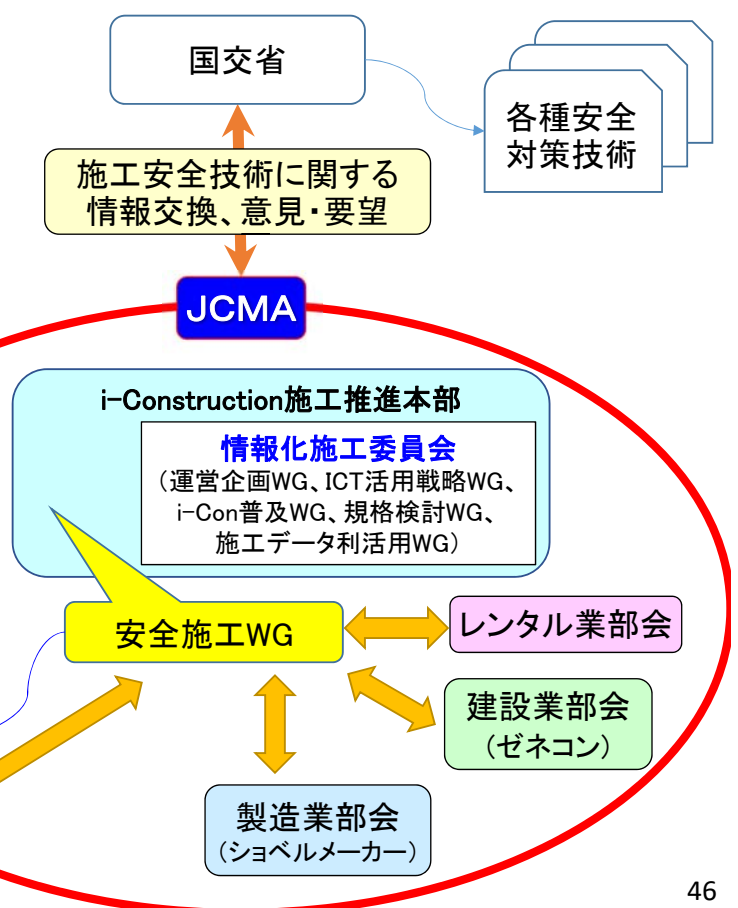 国交省
各種安全
対策技術
施工安全技術に関する
情報交換、意見・要望
JCMA
i-Construction施工推進本部
情報化施工委員会
（運営企画WG、ICT活用戦略WG、
i-Con普及WG、規格検討WG、
施工データ利活用WG）
安全施工WG
レンタル業部会
建設業部会
（ゼネコン）
製造業部会
（ショベルメーカー）
46